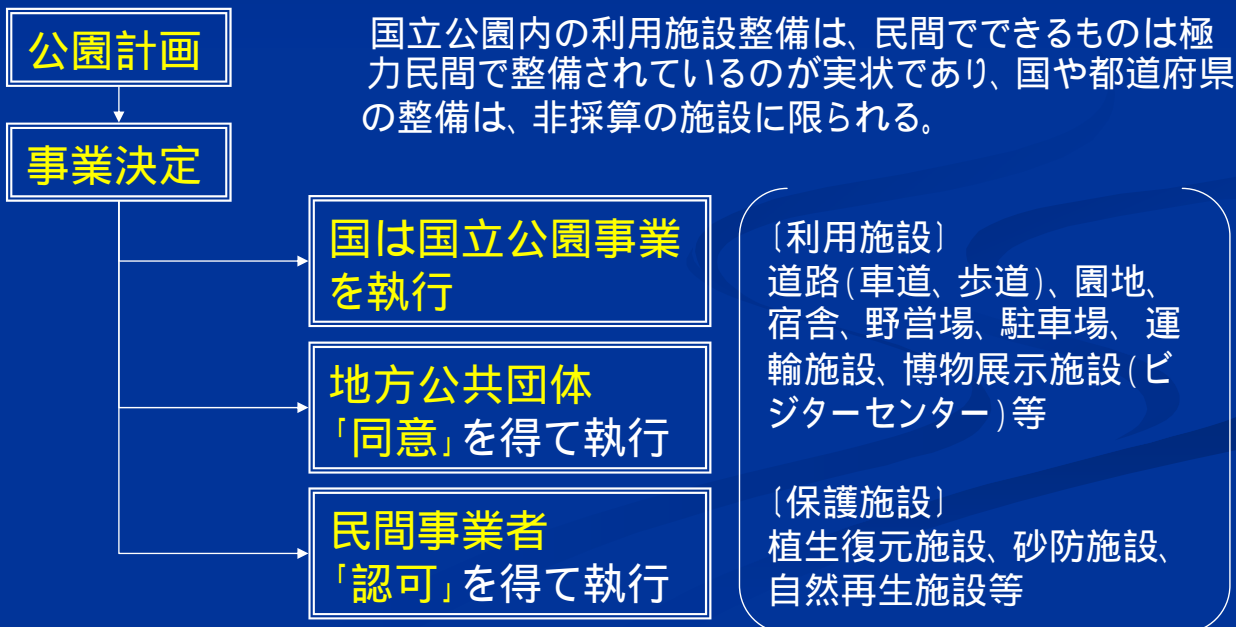 公園計画
国立公園内の利用施設整備は、民間でできるものは極
力民間で整備されているのが実状であり、国や都道府県
の整備は、非採算の施設に限られる。
事業決定
国は国立公園事業
を執行
地方公共団体
「同意」を得て執行
民間事業者
「認可」を得て執行
〔利用施設〕
道路(車道、歩道)、園地、
宿舎、野営場、駐車場、運
輸施設、博物展示施設(ビ
ジターセンター)等
〔保護施設〕
植生復元施設、砂防施設、
自然再生施設等